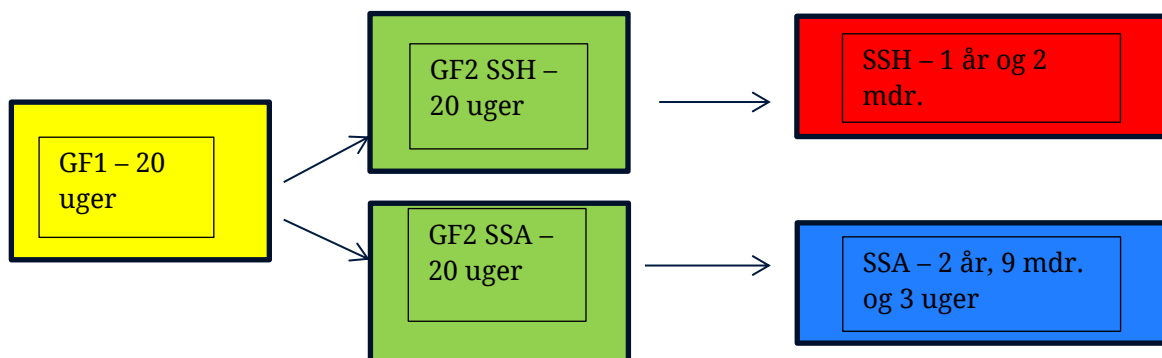 GF1 – 20
uger
GF2 SSH –
20 uger
SSH – 1 år og 2
mdr.
GF2 SSA –
20 uger
SSA – 2 år, 9 mdr.
og 3 uger